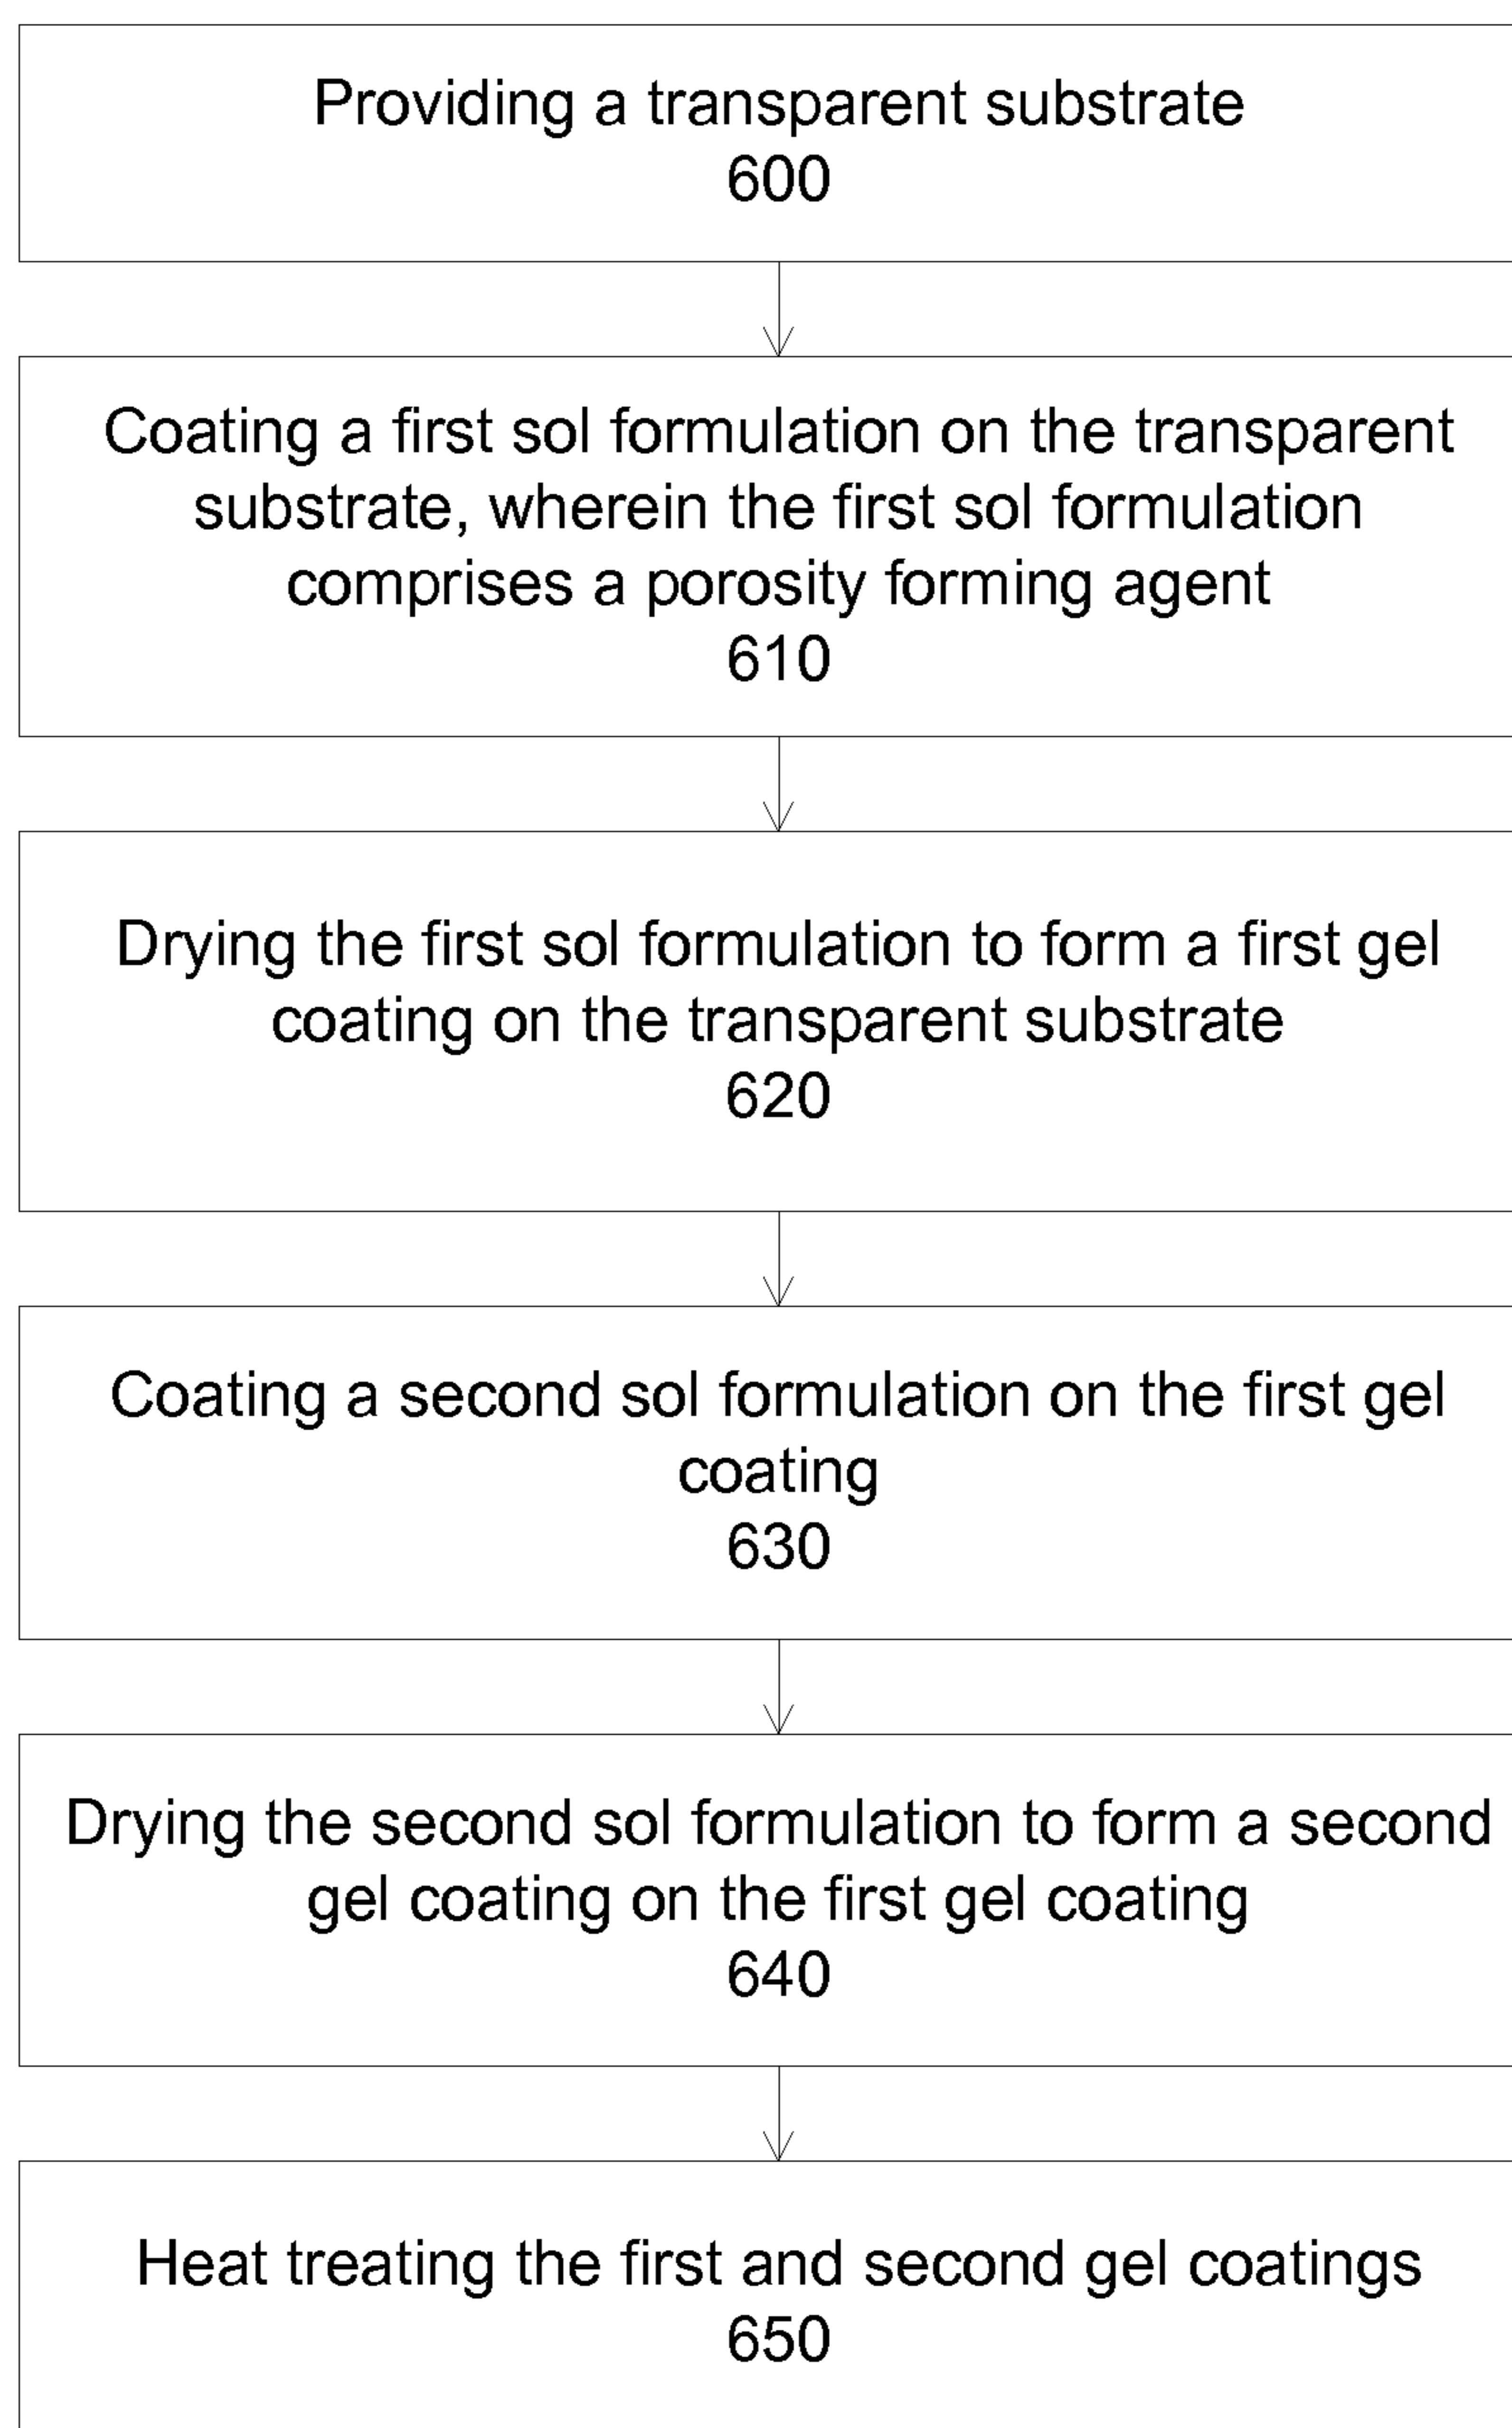 Providing a transparent substrate
600
Coating a first sol formulation on the transparent
substrate, wherein the first sol formulation
comprises a porosity forming agent
610
Drying the first sol formulation to form a first gel
coating on the transparent substrate
620
Coating a second sol formulation on the first gel
coating
630
Drying the second sol formulation to form a second
gel coating on the first gel coating
640
Heat treating the first and second gel coatings
650